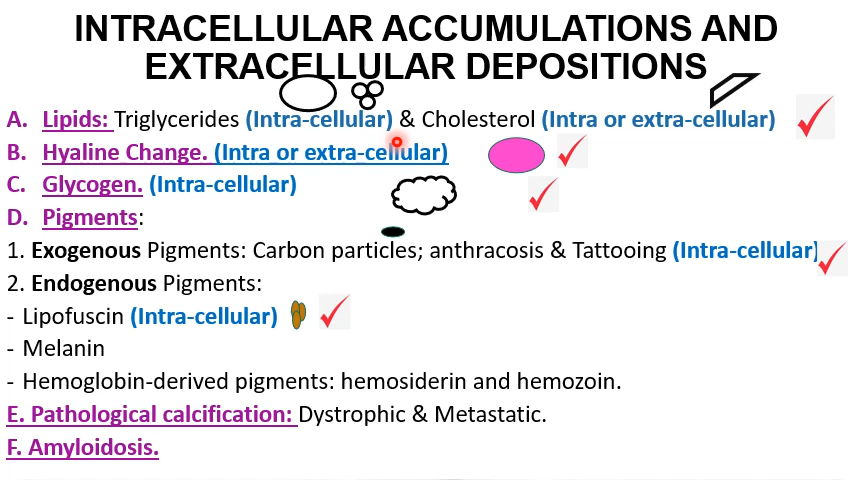 INTRACELLULAR ACCUMULATIONS AND
EXTRACELLULAR DEPOSITIONS
A. Lipids: Triglycerides (Intra-cellular) & Cholesterol (Intra or extra-cellular)
B. Hyaline Change. (Intra or extra-cellular)
C. Glycogen. (Intra-cellular)
D. Pigments:
1. Exogenous Pigments: Carbon particles; anthracosis & Tattooing (Intra-cellular)
2. Endogenous Pigments:
- Lipofuscin (Intra-cellular)
- Melanin
- Hemoglobin-derived pigments: hemosiderin and hemozoin.
E. Pathological calcification: Dystrophic & Metastatic.
F. Amyloidosis.